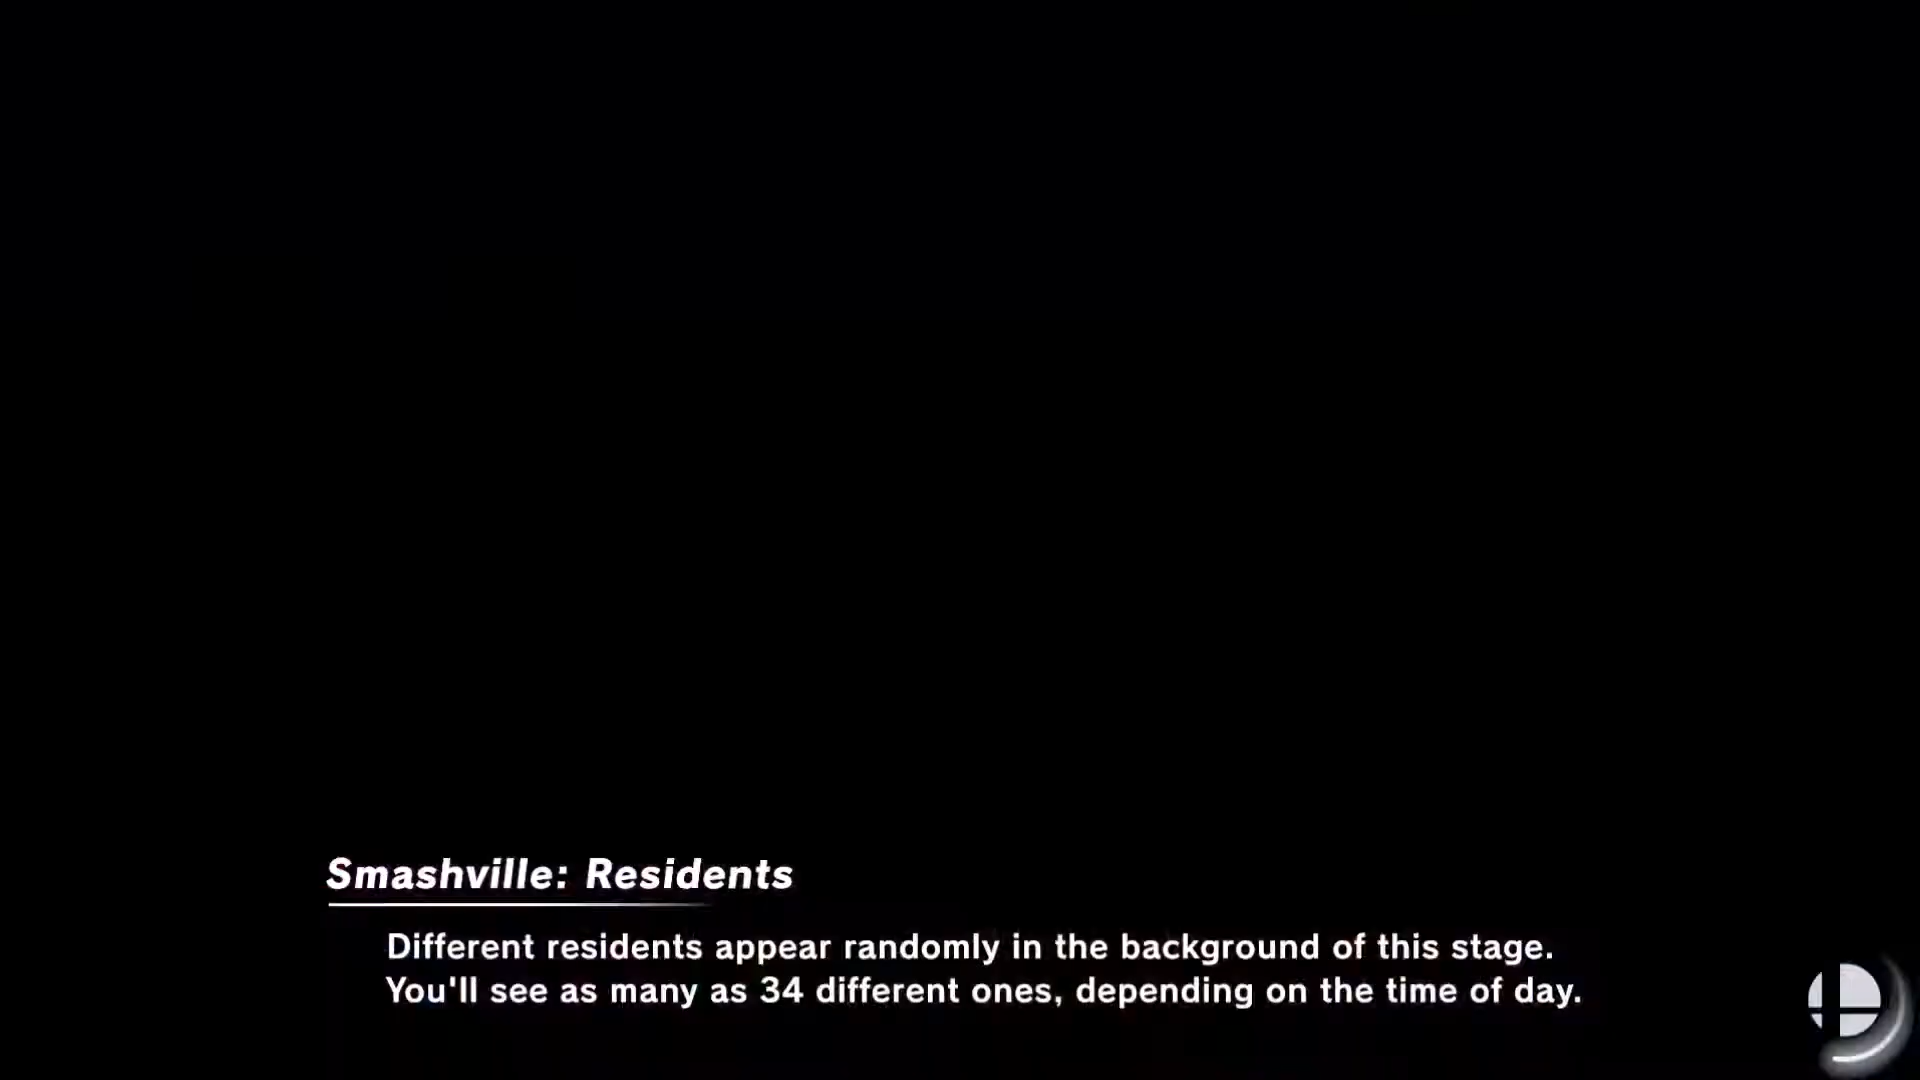 Smashville: Residents
Different residents appear randomly in the background of this stage.
You'll see as many as 34 different ones, depending on the time of day.